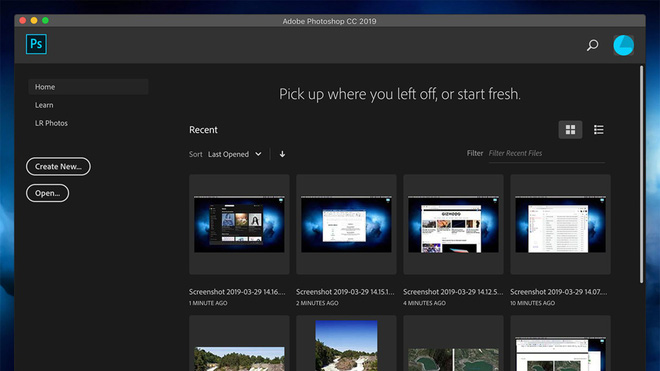 Adobe Photoshop CC 2019
Ps
Home
Learn
LR Photos
Create New...
Open...
Pick up where you left off, or start fresh.
Recent
Sort Last Opened
Filter Filter Recent Files
GIZMODO
Screenshot 2019-03-29 14.16....
Screenshot 2019-03-29 14.15.1...
Screenshot 2019-03-29 14.12.5...
Screenshot 2019-03-29 14.07....
1 MINUTE AGO
2 MINUTES AGO
4 MINUTES AGO
10 MINUTES AGO